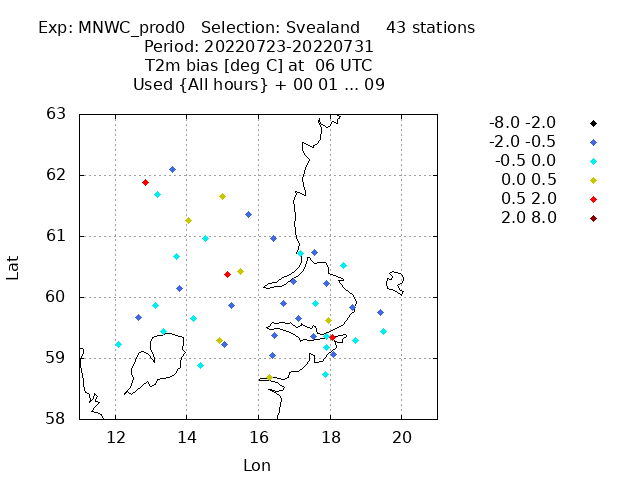 Exp: MNWC_prod0   Selection: Svealand     43 stations
Period: 20220723-20220731
T2m bias [deg C] at  06 UTC
Used {All hours} + 00 01 ... 09
63
62
61
60
59
58
Lat
12 14 16 18 20
Lon
-8.0 -2.0
-2.0 -0.5
-0.5 0.0
0.0 0.5
0.5 2.0
2.0 8.0